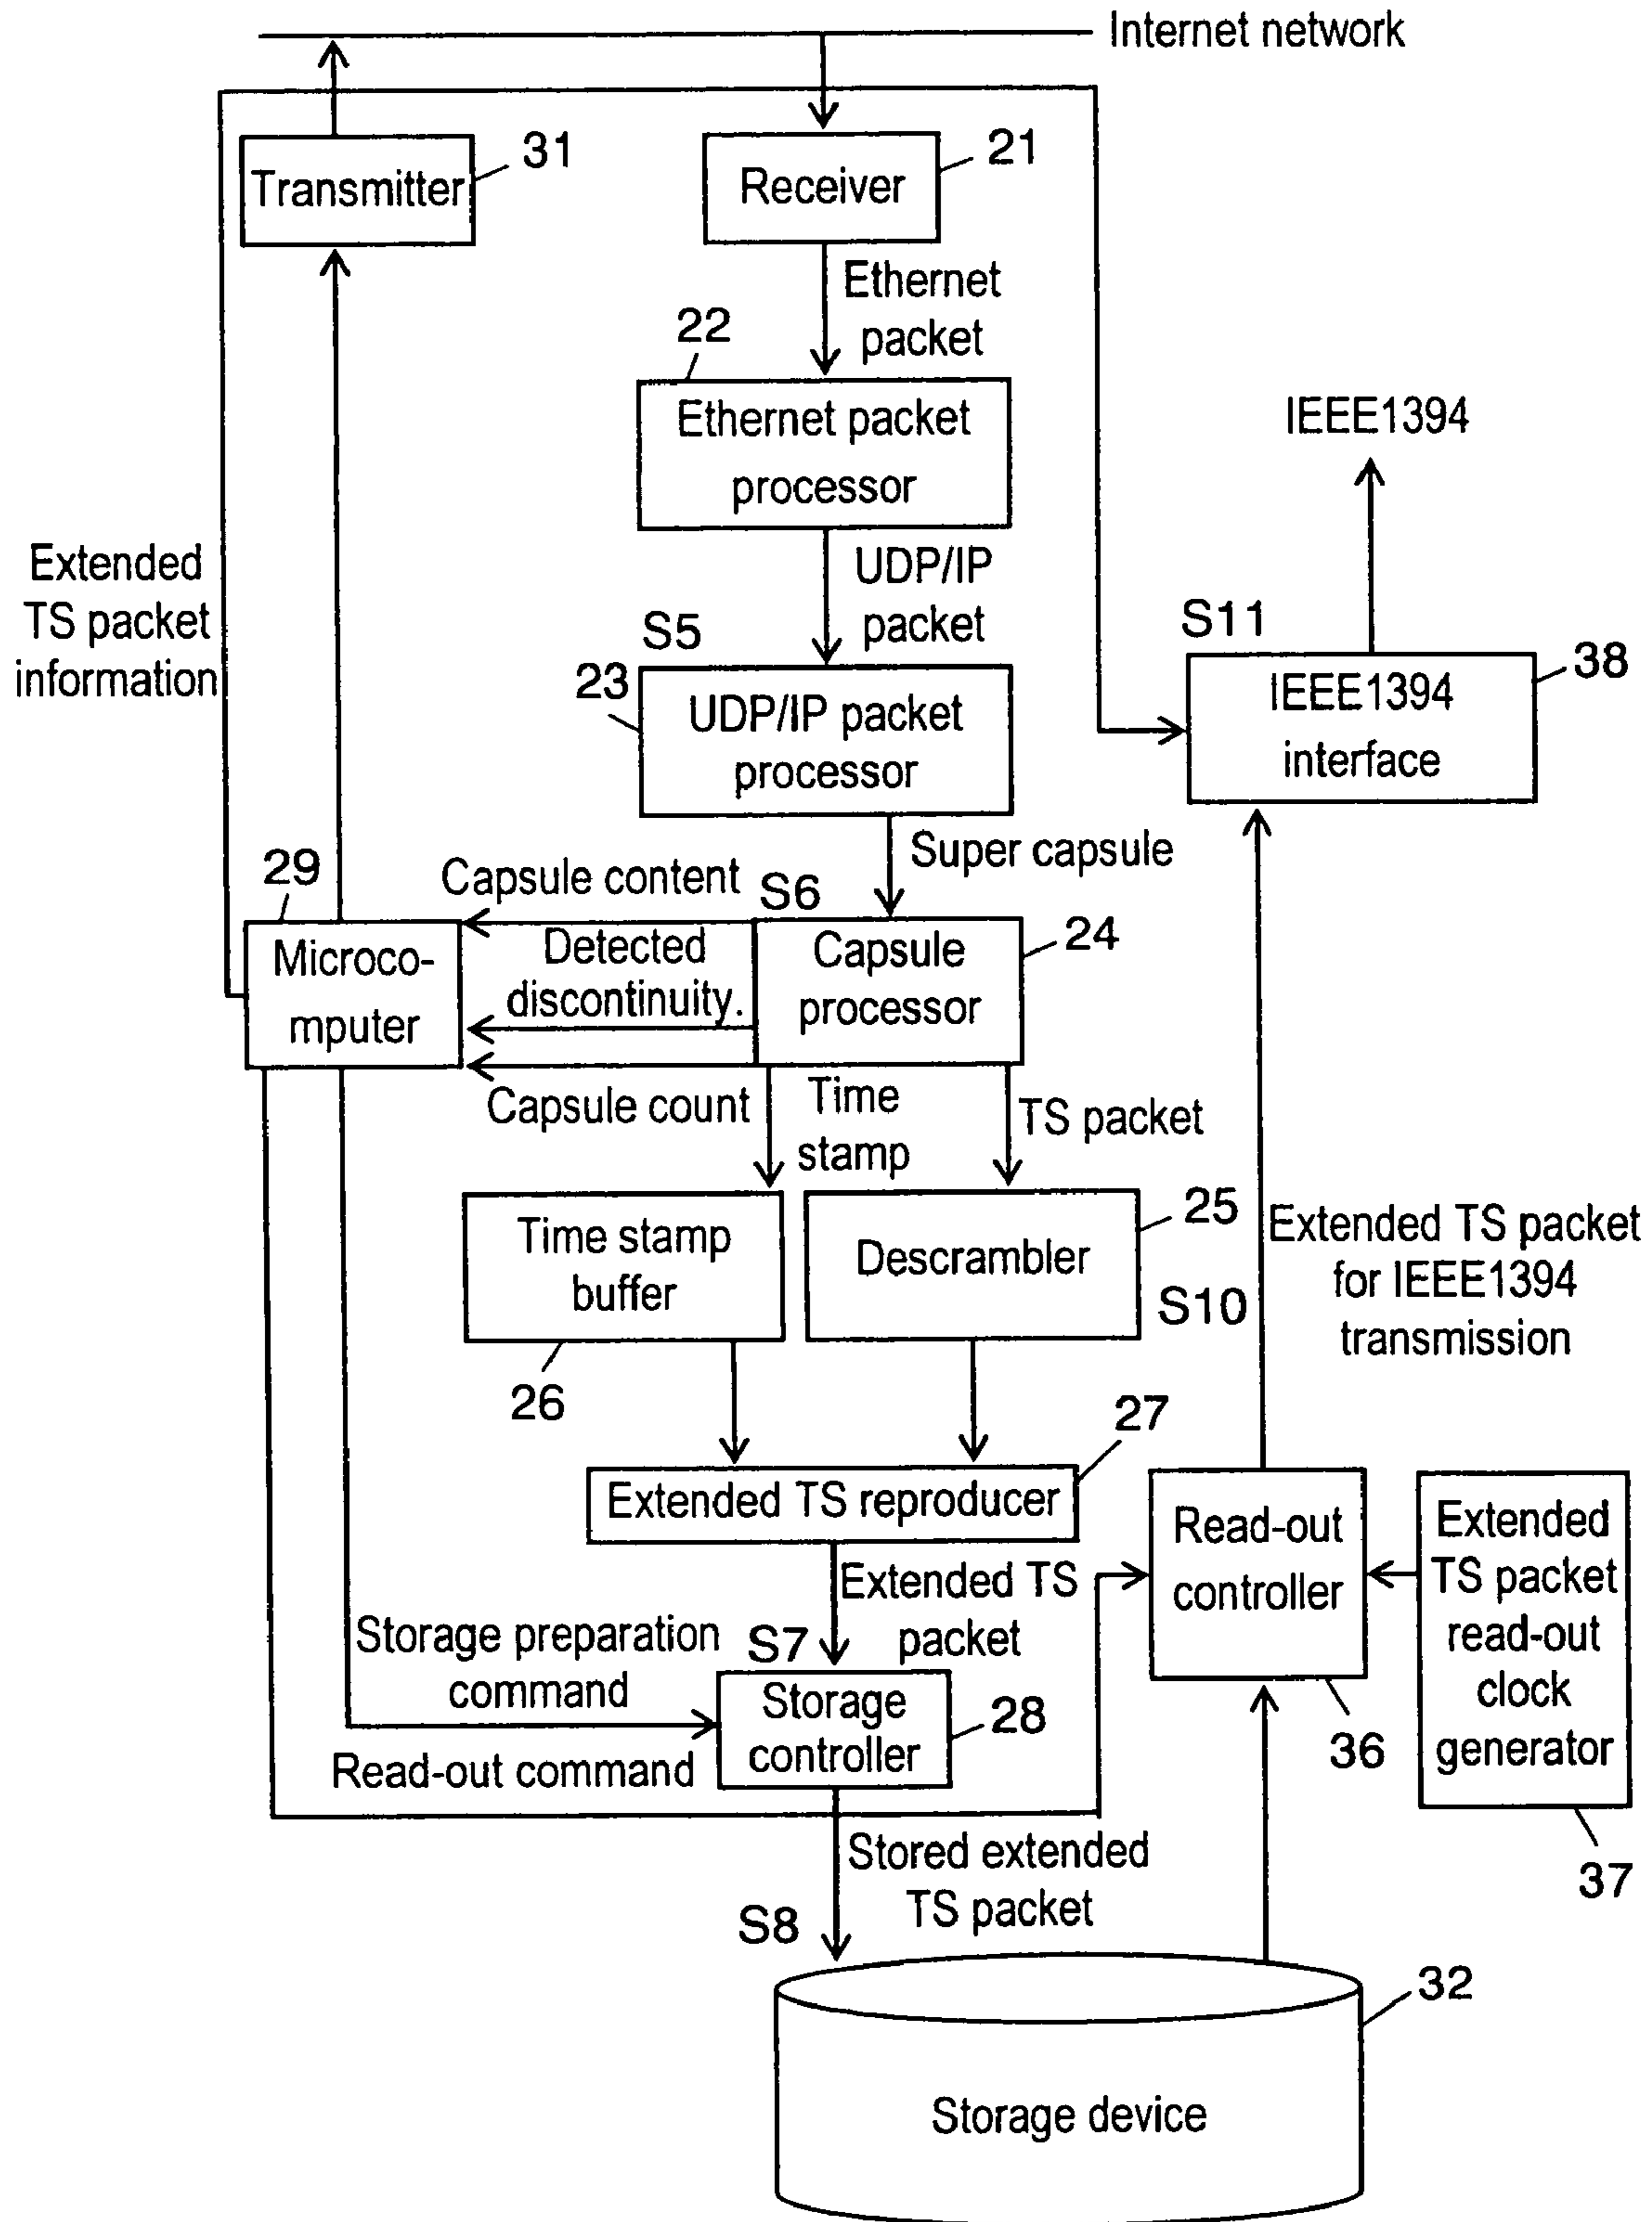 Internet network
31
Transmitter
21
Receiver
Ethernet
packet
22
Ethernet packet
processor
IEEE1394
Extended
TS packet
information
UDP/IP
packet
S5
23
UDP/IP packet
processor
S11
38
IEEE1394
interface
Super capsule
29
Capsule content
S6
Microco-
mputer
Detected
discontinuity.
Capsule
processor
24
Capsule count
Time
stamp
TS packet
Time stamp
buffer
26
Descrambler
25
S10
Extended TS packet
for IEEE1394
transmission
27
Extended TS reproducer
Read-out
controller
36
Extended
TS packet
read-out
clock
generator
37
Extended TS
packet
Storage preparation
command
S7
Storage
controller
28
Read-out command
Stored extended
TS packet
S8
32
Storage device